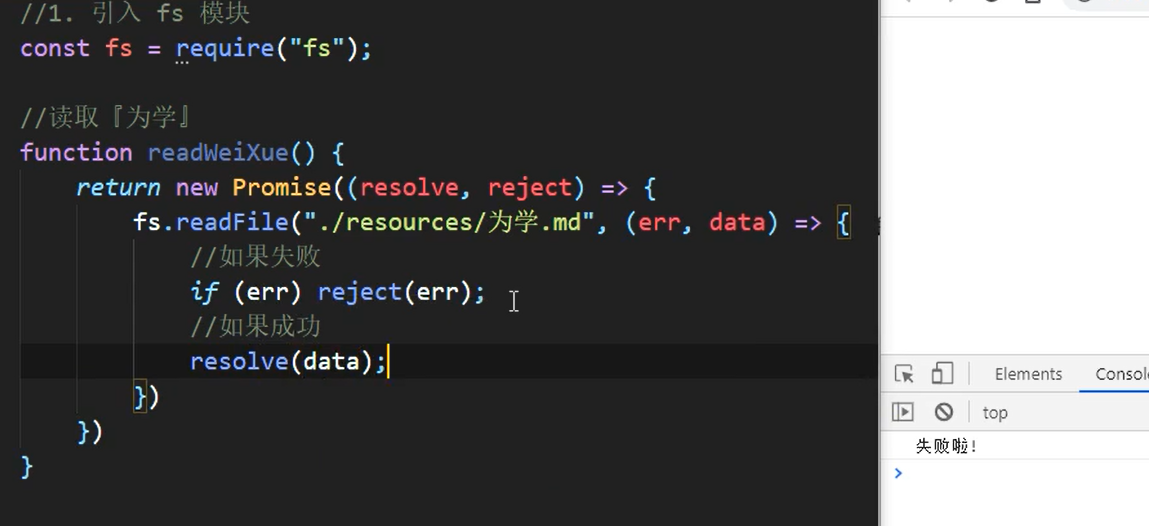 //1. 引入 fs 模块
const fs = require("fs");
//读取『为学』
function readWeiXue() {
return new Promise((resolve, reject) => {
fs.readFile("./resources/为学.md", (err, data) => {
//如果失败
if (err) reject(err);
//如果成功
resolve(data);
})
})
}
Elements
Console
top
失败啦!